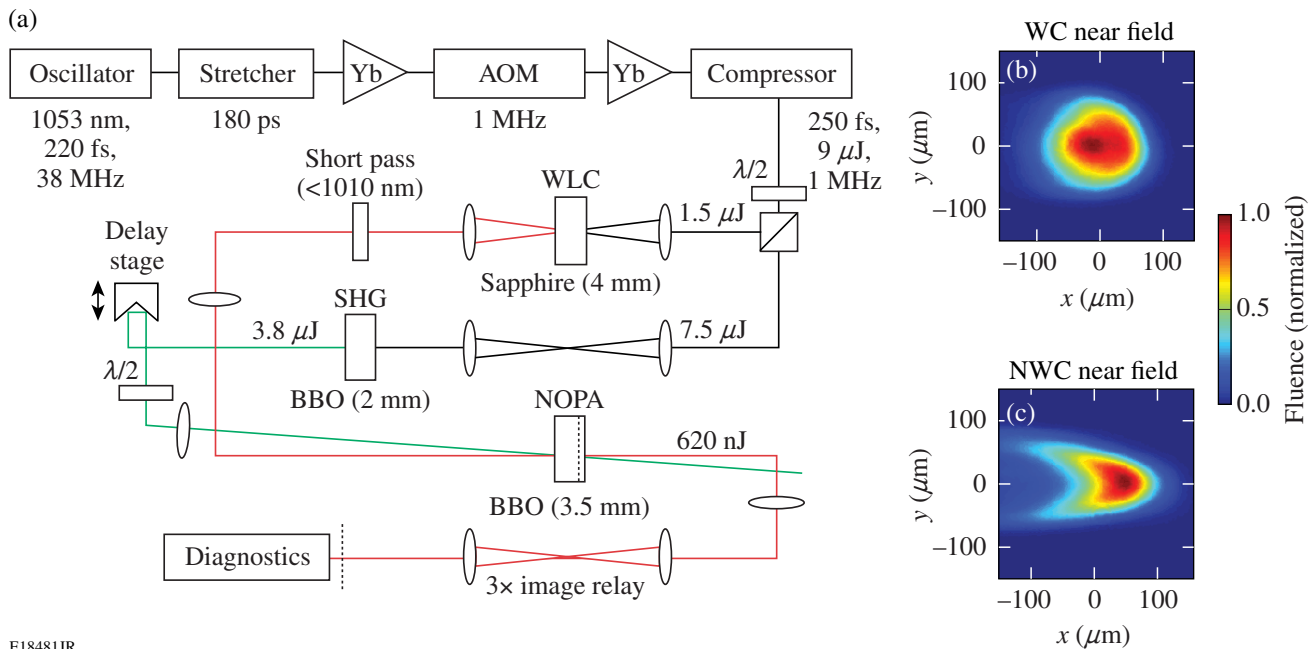 (a)
Oscillator
Stretcher
Yb
AOM
Yb
Compressor
1053 nm,
220 fs,
38 MHz
180 ps
1 MHz
250 fs,
9 μJ,
1 MHz
Short pass
(<1010 nm)
WLC
λ/2
1.5 μJ
Sapphire (4 mm)
Delay
stage
SHG
3.8 μJ
7.5 μJ
λ/2
BBO (2 mm)
NOPA
620 nJ
BBO (3.5 mm)
Diagnostics
3× image relay
E18481JR
WC near field
(b)
100
0
–100
y (μm)
–100 0 100
x (μm)
NWC near field
(c)
100
0
–100
y (μm)
–100 0 100
x (μm)
1.0
0.5
0.0
Fluence (normalized)